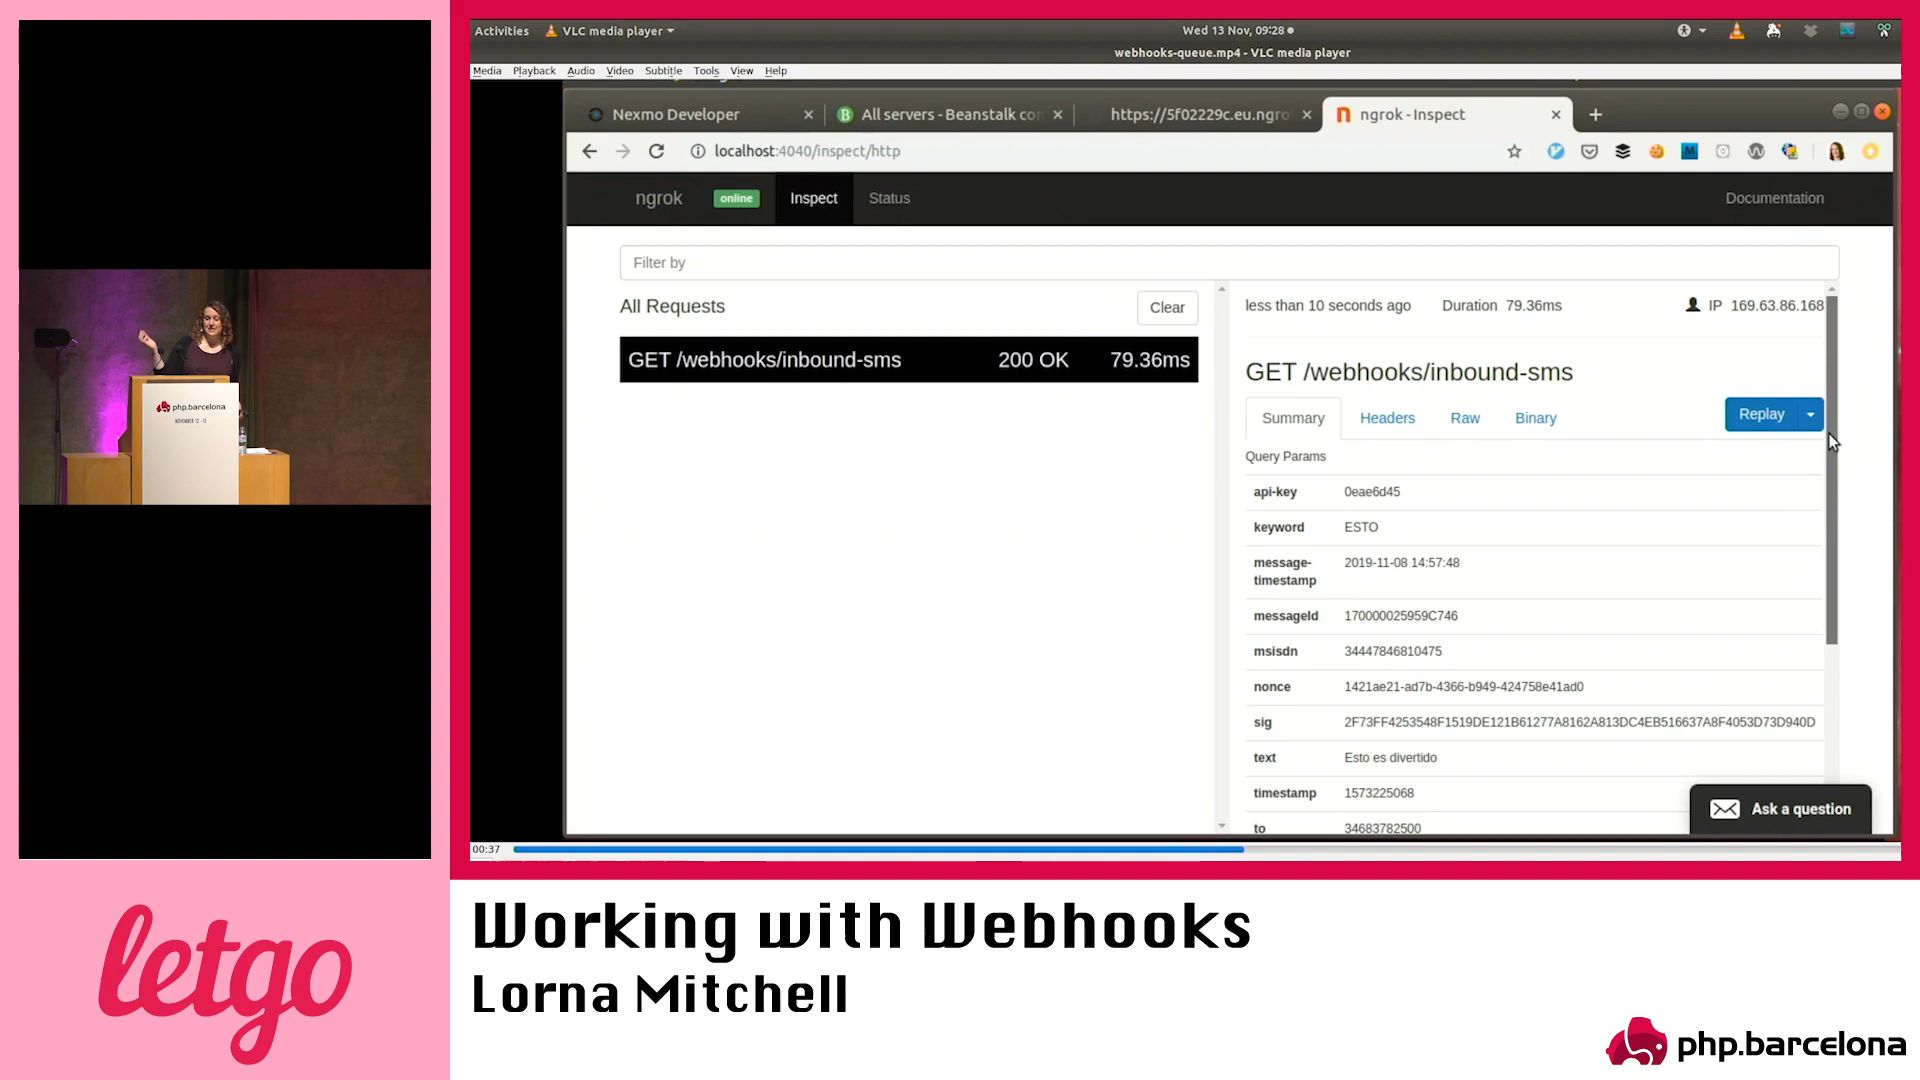 Activities
VLC media player
Wed 13 Nov, 09:28
webhooks-queue.mp4 - VLC media player
Media Playback Audio Video Subtitle Tools View Help
Nexmo Developer
All servers - Beanstalk con
https://5f02229c.eu.ngro
ngrok - Inspect
localhost:4040/inspect/http
ngrok
online
Inspect
Status
Documentation
Filter by
All Requests
Clear
GET /webhooks/inbound-sms 200 OK 79.36ms
less than 10 seconds ago Duration 79.36ms IP 169.63.86.168
GET /webhooks/inbound-sms
Summary Headers Raw Binary
Replay
Query Params
api-key 0eae6d45
keyword ESTO
message-timestamp 2019-11-08 14:57:48
messageId 170000025959C746
msisdn 34447846810475
nonce 1421ae21-ad7b-4366-b949-424758e41ad0
sig 2F73FF4253548F1519DE121B61277A8162A813DC4EB516637A8F4053D73D940D
text Esto es divertido
timestamp 1573225068
to 34683782500
Ask a question
00:37
php.barcelona
NOVEMBER 12 - 13
letgo
Working with Webhooks
Lorna Mitchell
php.barcelona